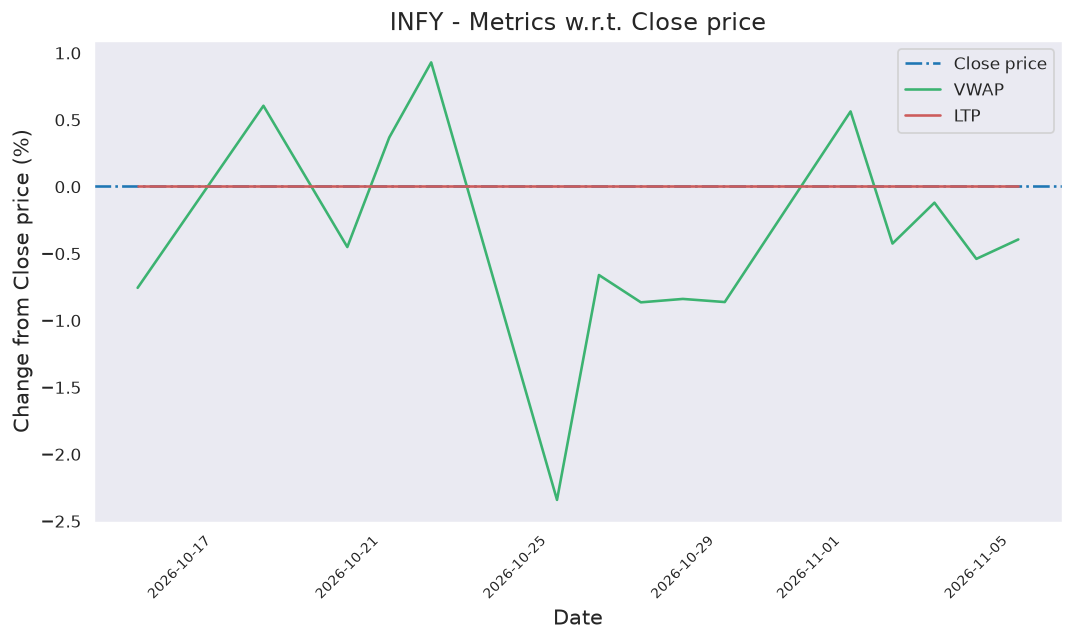 INFY - Metrics w.r.t. Close price
Close price
VWAP
LTP
Change from Close price (%)
1.0
0.5
0.0
−0.5
−1.0
−1.5
−2.0
−2.5
2026-10-17
2026-10-21
2026-10-25
2026-10-29
2026-11-01
2026-11-05
Date